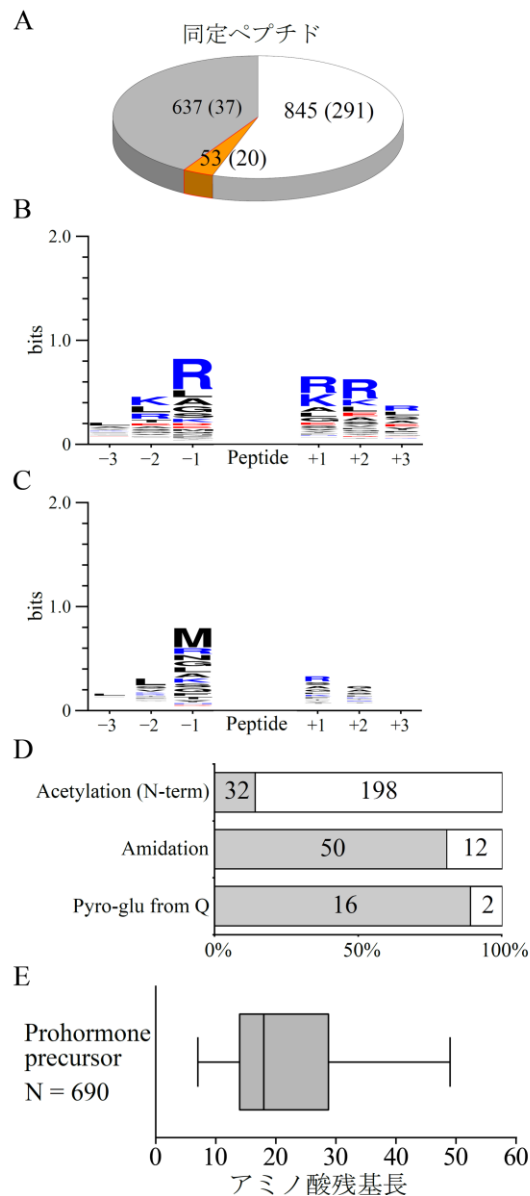 A
同定ペプチド
637 (37)
845 (291)
53 (20)
B
2.0
bits
1.0
0
R
K
R
L
A
G
K
R
K
A
L
R
K
L
R
−3 −2 −1 Peptide +1 +2 +3
C
2.0
bits
1.0
0
L
M
R
N
G
L
A
K
R
−3 −2 −1 Peptide +1 +2 +3
D
Acetylation (N-term) 32 198
Amidation 50 12
Pyro-glu from Q 16 2
0% 50% 100%
E
Prohormone
precursor
N = 690
0 10 20 30 40 50 60
アミノ酸残基長